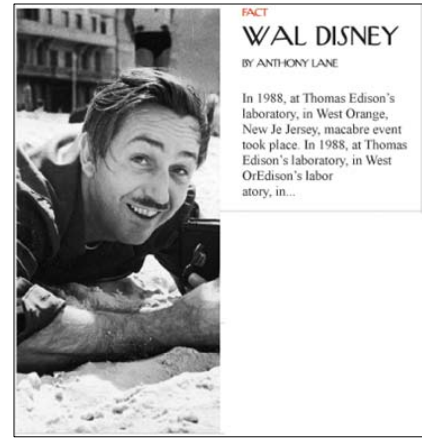 FACT
WAL DISNEY
BY ANTHONY LANE
In 1988, at Thomas Edison's
laboratory, in West Orange,
New Je Jersey, macabre event
took place. In 1988, at Thomas
Edison's laboratory, in West
OrEdison's labor
atory, in...